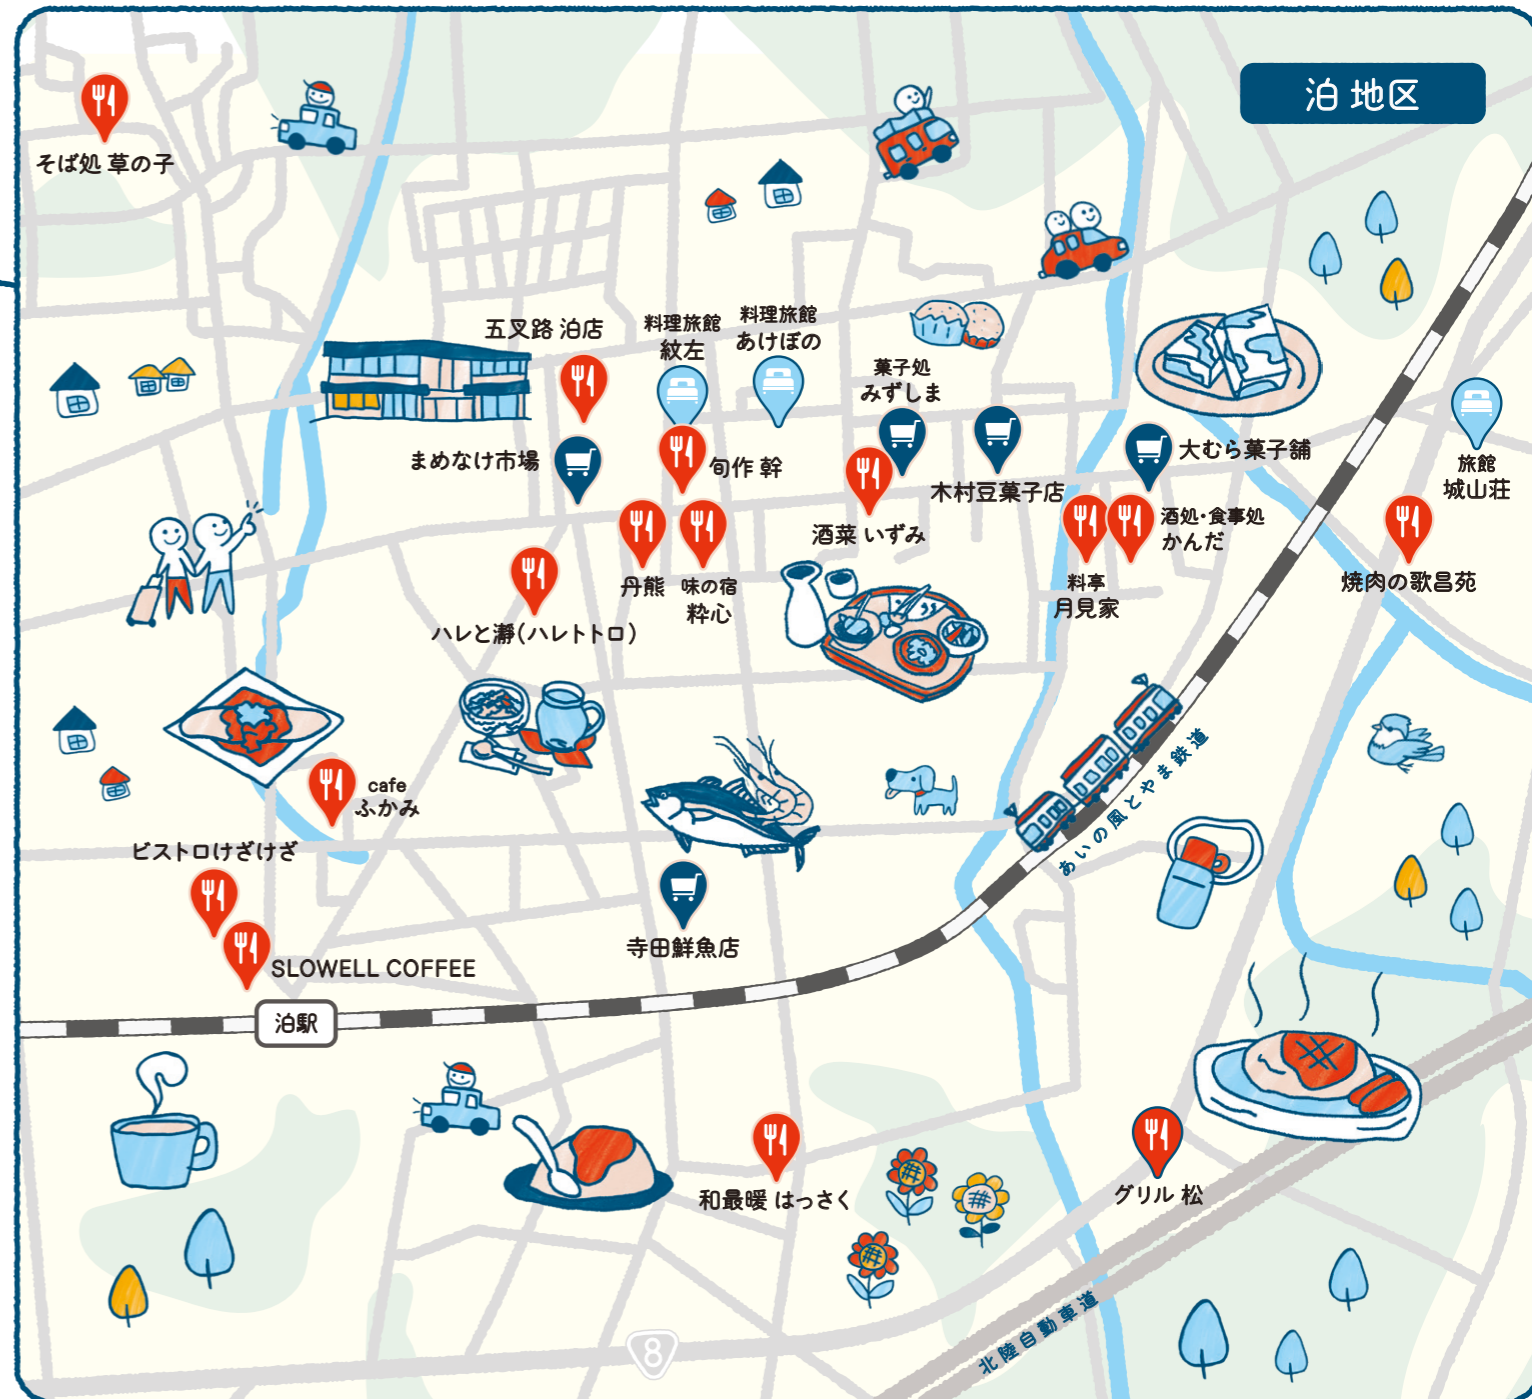 泊 地区
そば処 草の子
五叉路 泊店
料理旅館
紋左
料理旅館
あけぼの
菓子処
みずしま
まめなけ市場
旬作 幹
木村豆菓子店
大むら菓子舗
旅館
城山荘
酒菜 いずみ
酒処・食事処
かんだ
丹熊
味の宿
粋心
料亭
月見家
焼肉の歌昌苑
ハレと瀞(ハレトトロ)
あいの風とやま鉄道
cafe
ふかみ
ビストロけざけざ
SLOWELL COFFEE
寺田鮮魚店
泊駅
和最暖 はっさく
グリル 松
北陸自動車道
8